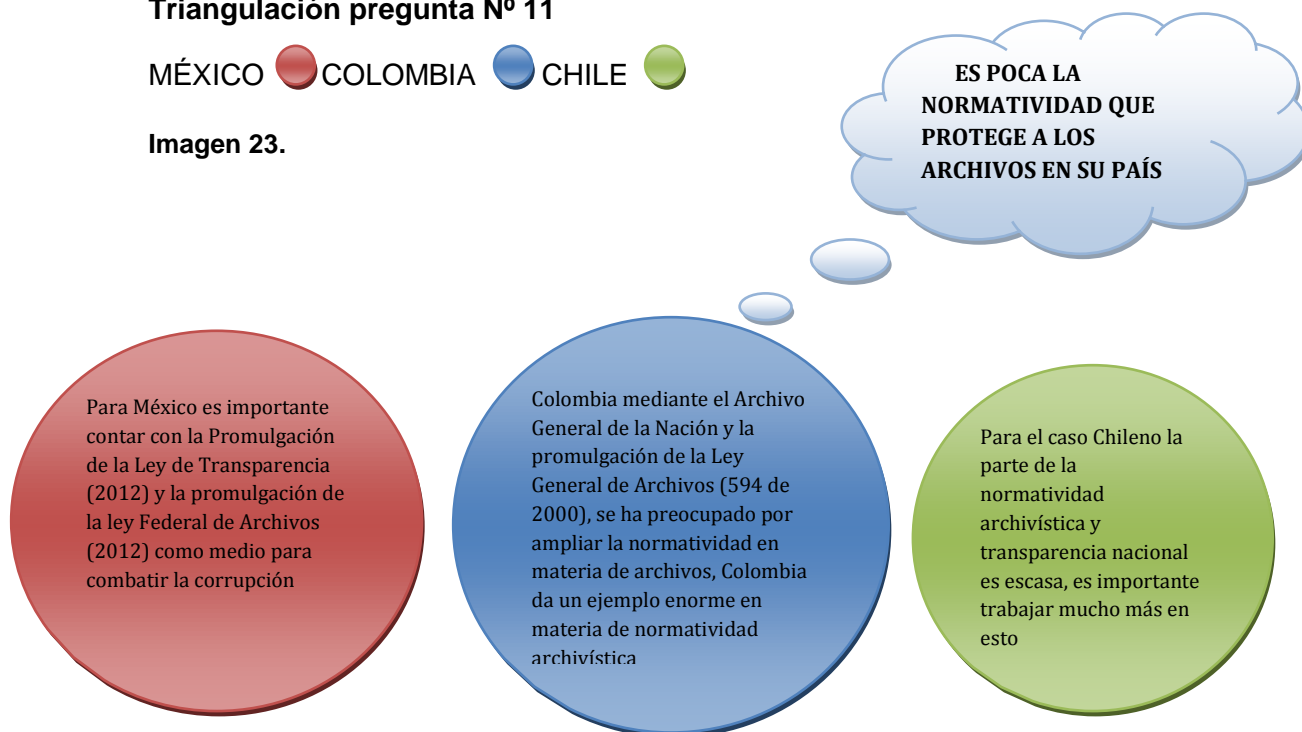 Triangulación pregunta Nº 11
MÉXICO COLOMBIA CHILE
Imagen 23.
ES POCA LA
NORMATIVIDAD QUE
PROTEGE A LOS
ARCHIVOS EN SU PAÍS
Para México es importante
contar con la Promulgación
de la Ley de Transparencia
(2012) y la promulgación de
la ley Federal de Archivos
(2012) como medio para
combatir la corrupción
Colombia mediante el Archivo
General de la Nación y la
promulgación de la Ley
General de Archivos (594 de
2000), se ha preocupado por
ampliar la normatividad en
materia de archivos, Colombia
da un ejemplo enorme en
materia de normatividad
archivística
Para el caso Chileno la
parte de la
normatividad
archivística y
transparencia nacional
es escasa, es importante
trabajar mucho más en
esto